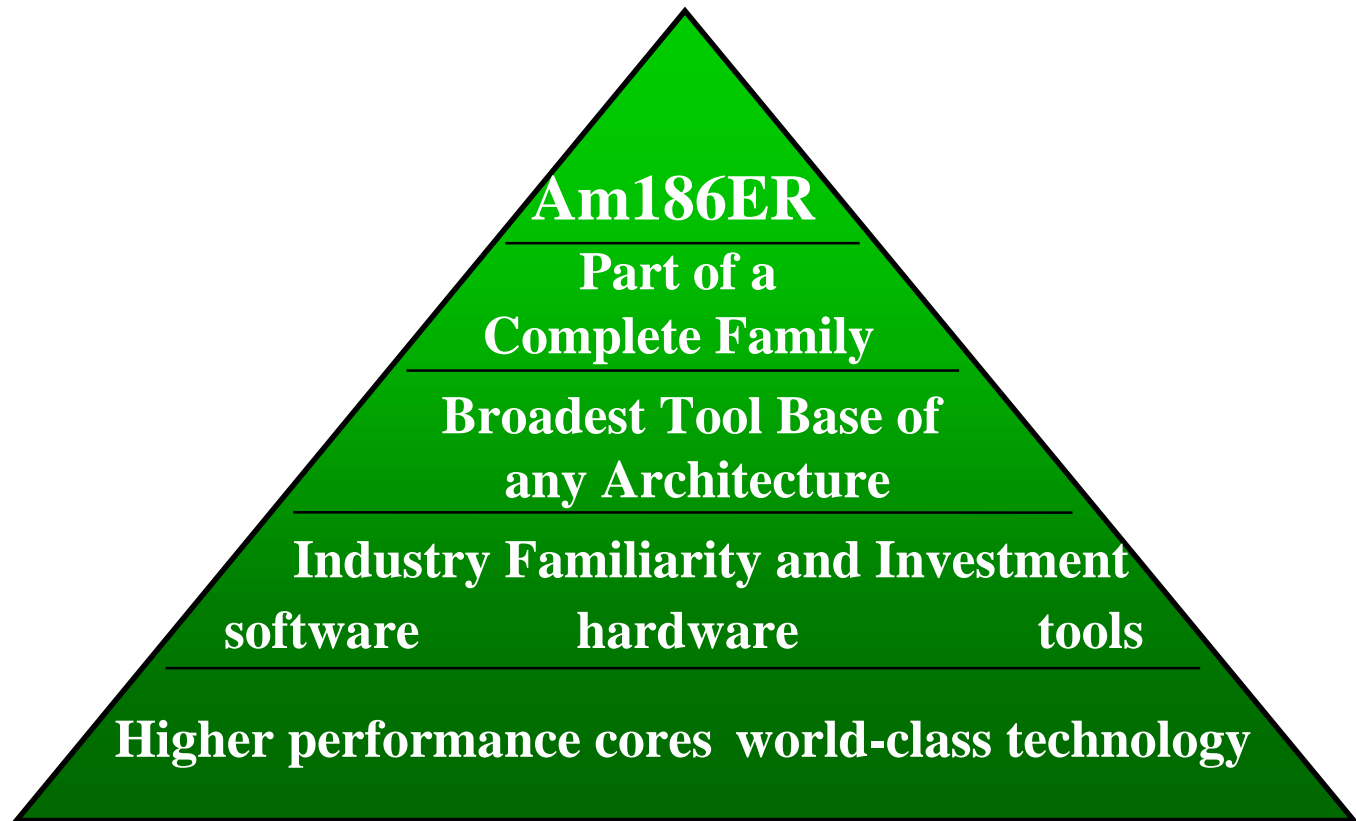 Am186ER
Part of a
Complete Family
Broadest Tool Base of
any Architecture
Industry Familiarity and Investment
software hardware tools
Higher performance cores world-class technology